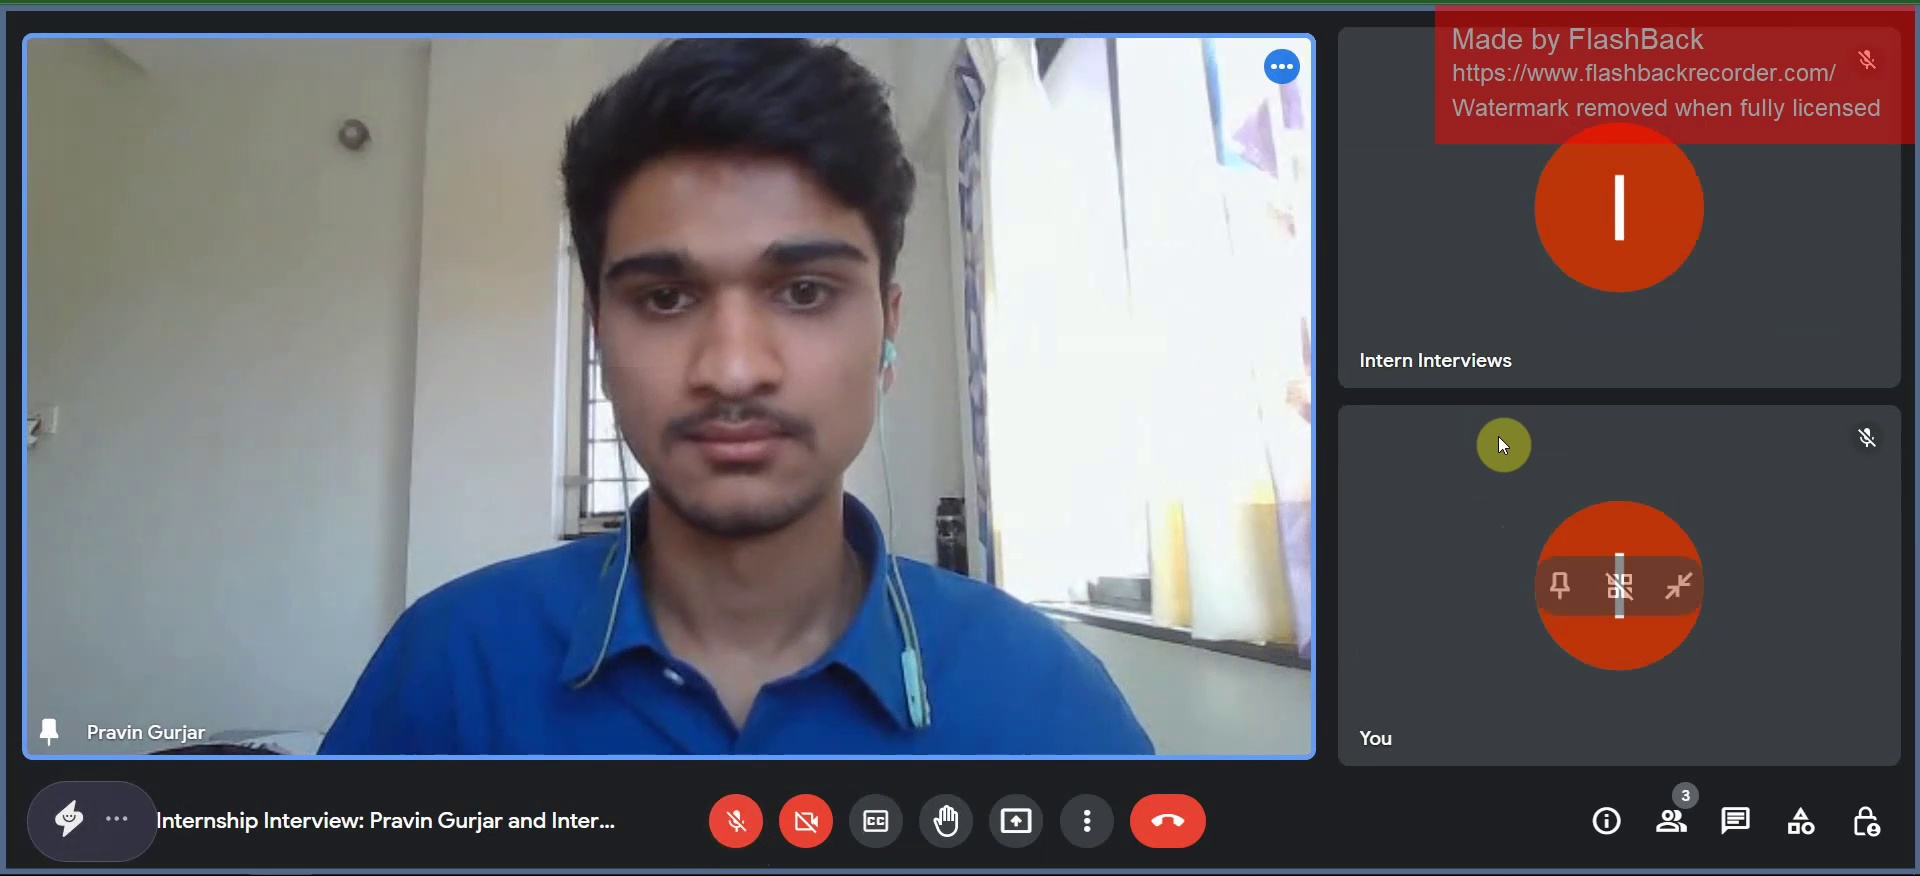 Made by FlashBack
https://www.flashbackrecorder.com/
Watermark removed when fully licensed
I
Intern Interviews
Pravin Gurjar
You
Internship Interview: Pravin Gurjar and Inter...
CC
3